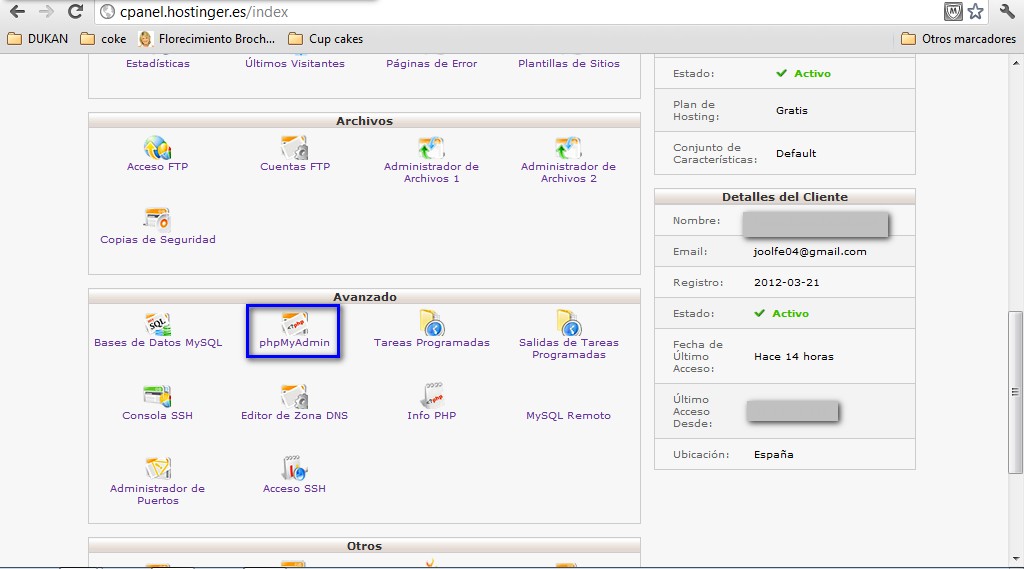 cpanel.hostinger.es/index
DUKAN
coke
Florecimiento Broch...
Cup cakes
Otros marcadores
Estadísticas
Últimos Visitantes
Páginas de Error
Plantillas de Sitios
Archivos
Acceso FTP
Cuentas FTP
Administrador de
Archivos 1
Administrador de
Archivos 2
Copias de Seguridad
Avanzado
SQL
Bases de Datos MySQL
<?php
phpMyAdmin
Tareas Programadas
Salidas de Tareas
Programadas
Consola SSH
Editor de Zona DNS
<?php
Info PHP
MySQL Remoto
Administrador de
Puertos
Acceso SSH
Otros
Estado:
Activo
Plan de
Hosting:
Gratis
Conjunto de
Características:
Default
Detalles del Cliente
Nombre:
Email:
joolfe04@gmail.com
Registro:
2012-03-21
Estado:
Activo
Fecha de
Último
Acceso:
Hace 14 horas
Último
Acceso
Desde:
Ubicación:
España